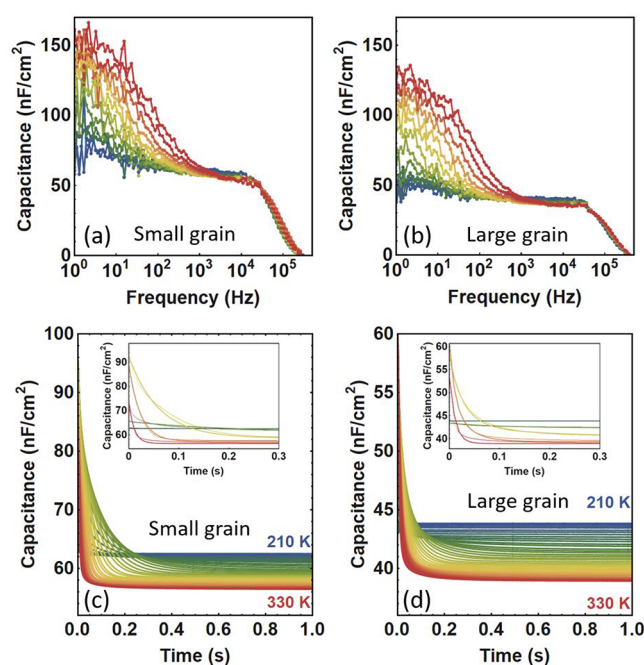 150
100
50
0
Capacitance (nF/cm²)
(a) Small grain
10⁰ 10¹ 10² 10³ 10⁴ 10⁵
Frequency (Hz)
150
100
50
0
Capacitance (nF/cm²)
(b) Large grain
10⁰ 10¹ 10² 10³ 10⁴ 10⁵
Frequency (Hz)
100
90
80
70
60
Capacitance (nF/cm²)
90
80
70
60
Capacitance (nF/cm²)
0 0.1 0.2 0.3
Time (s)
Small grain
210 K
(c)
330 K
0.0 0.2 0.4 0.6 0.8 1.0
Time (s)
60
55
50
45
40
Capacitance (nF/cm²)
60
55
50
45
40
Capacitance (nF/cm²)
0 0.1 0.2 0.3
Time (s)
Large grain
210 K
(d)
330 K
0.0 0.2 0.4 0.6 0.8 1.0
Time (s)